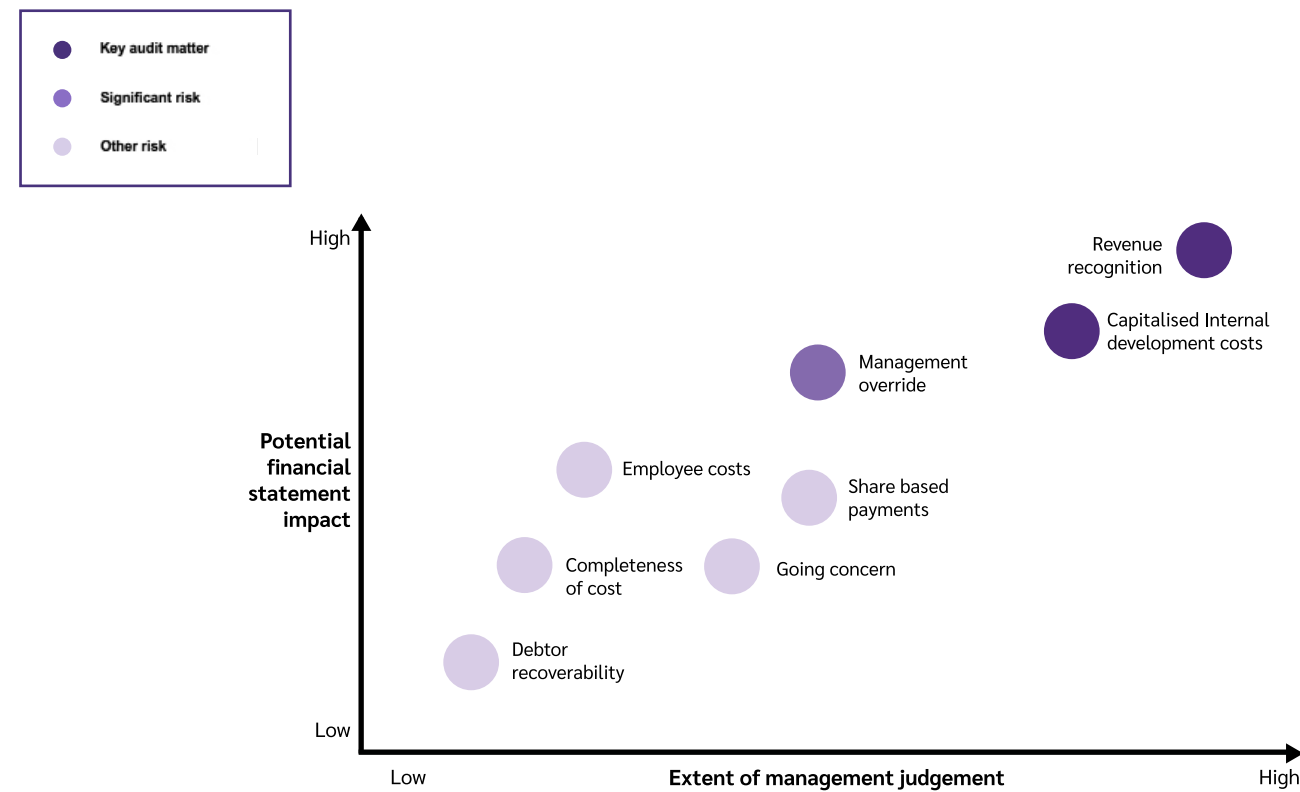 Key audit matter
Significant risk
Other risk
High
Revenue
recognition
Capitalised Internal
development costs
Management
override
Potential
financial
statement
impact
Employee costs
Share based
payments
Completeness
of cost
Going concern
Debtor
recoverability
Low
Low
Extent of management judgement
High